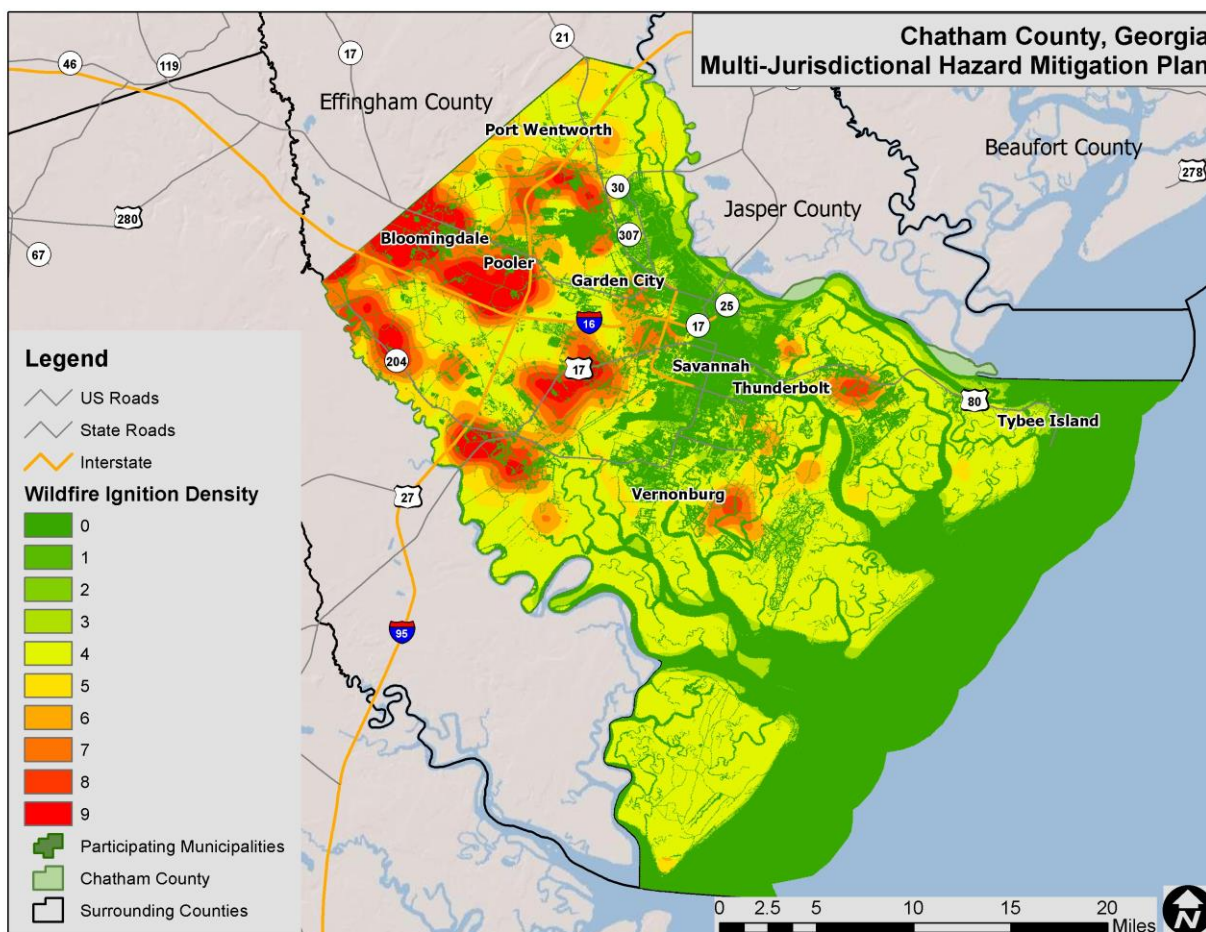 Chatham County, Georgia
Multi-Jurisdictional Hazard Mitigation Plan
21
17
119
46
Effingham County
Port Wentworth
Beaufort County
278
30
Jasper County
280
307
67
Bloomingdale
Pooler
Garden City
25
16
17
204
17
Savannah
Thunderbolt
80
Tybee Island
Vernonburg
27
95
Legend
US Roads
State Roads
Interstate
Wildfire Ignition Density
0
1
2
3
4
5
6
7
8
9
Participating Municipalities
Chatham County
Surrounding Counties
0 2.5 5 10 15 20
Miles
N